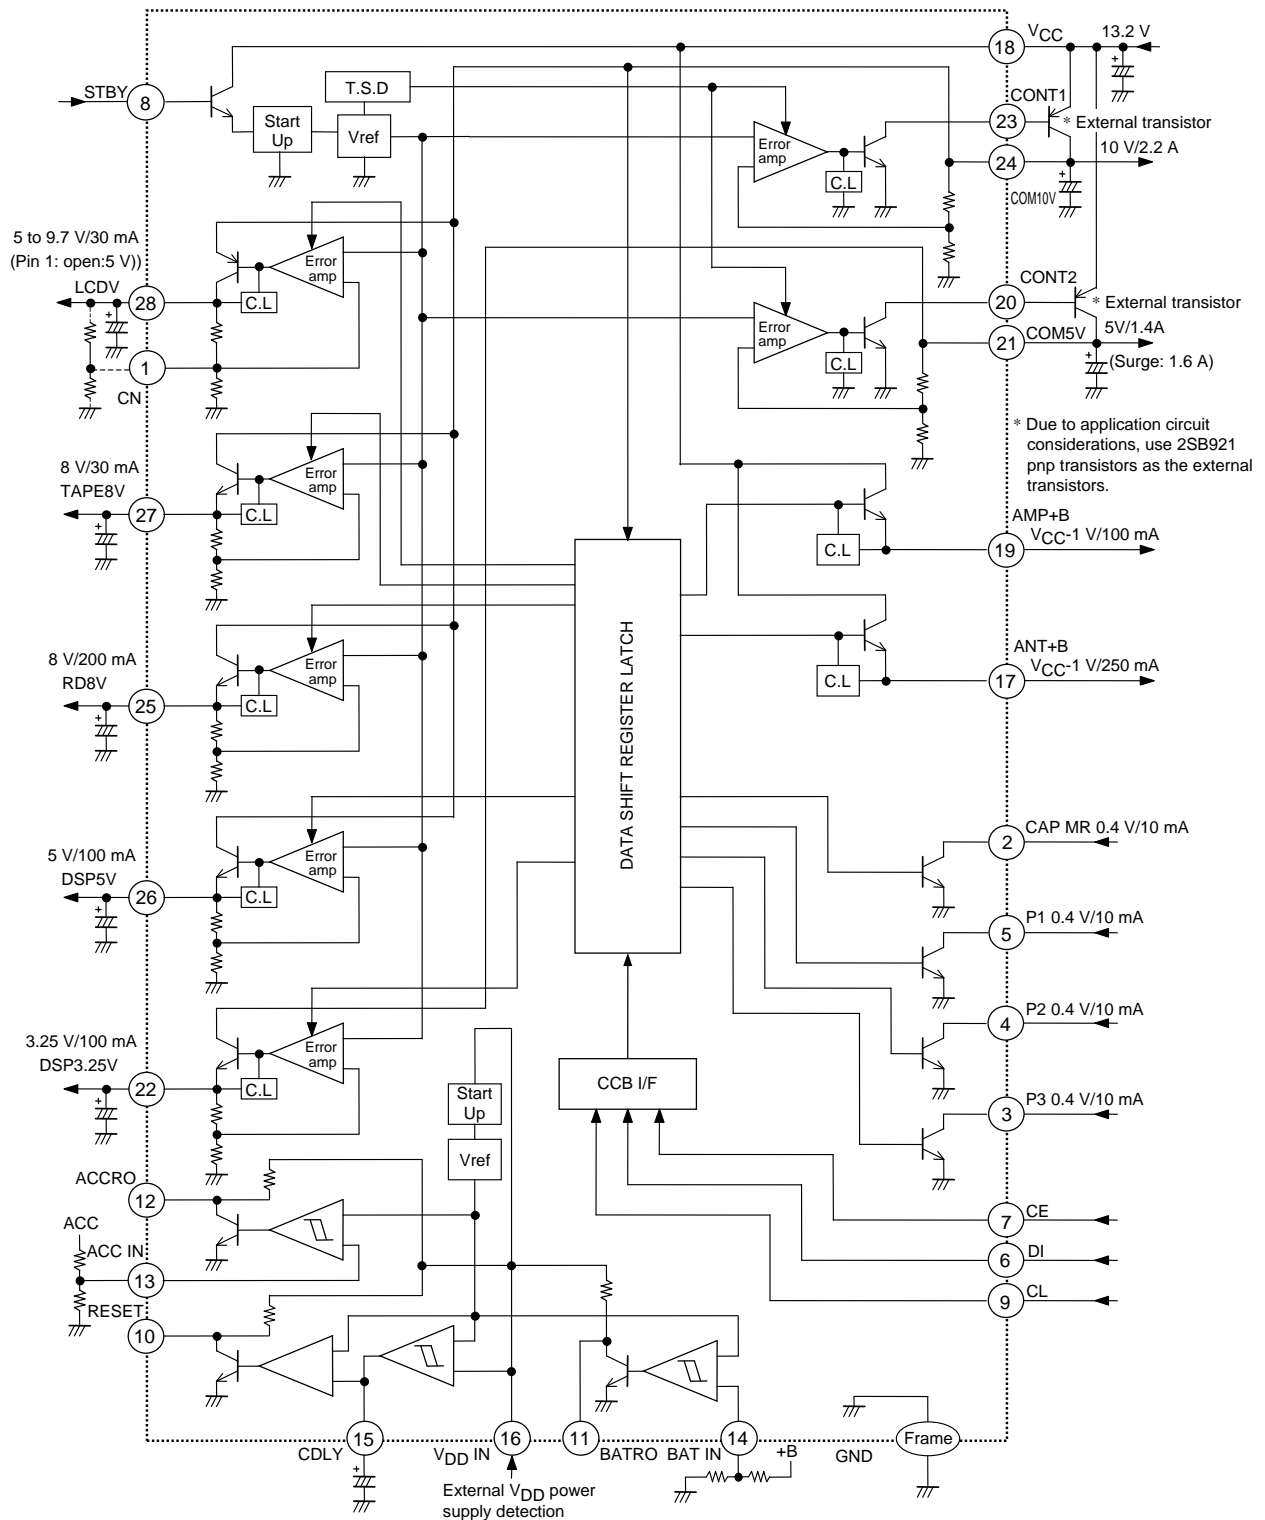 VCC
13.2 V
18
STBY
8
T.S.D
Start
Up
Vref
Error
amp
C.L
CONT1
23
* External transistor
24
10 V/2.2 A
COM10V
5 to 9.7 V/30 mA
(Pin 1: open:5 V))
LCDV
28
Error
amp
C.L
1
CN
CONT2
20
* External transistor
Error
amp
C.L
21
COM5V
5V/1.4A
(Surge: 1.6 A)
* Due to application circuit
considerations, use 2SB921
pnp transistors as the external
transistors.
8 V/30 mA
TAPE8V
27
Error
amp
C.L
AMP+B
VCC-1 V/100 mA
19
C.L
8 V/200 mA
RD8V
25
Error
amp
C.L
DATA SHIFT REGISTER LATCH
ANT+B
VCC-1 V/250 mA
17
C.L
5 V/100 mA
DSP5V
26
Error
amp
C.L
2
CAP MR 0.4 V/10 mA
5
P1 0.4 V/10 mA
4
P2 0.4 V/10 mA
3
P3 0.4 V/10 mA
3.25 V/100 mA
DSP3.25V
22
Error
amp
C.L
Start
Up
Vref
CCB I/F
ACCRO
12
ACC
ACC IN
13
RESET
10
7
CE
6
DI
9
CL
CDLY
15
VDD IN
16
11
BATRO
BAT IN
14
+B
GND
Frame
External VDD power
supply detection